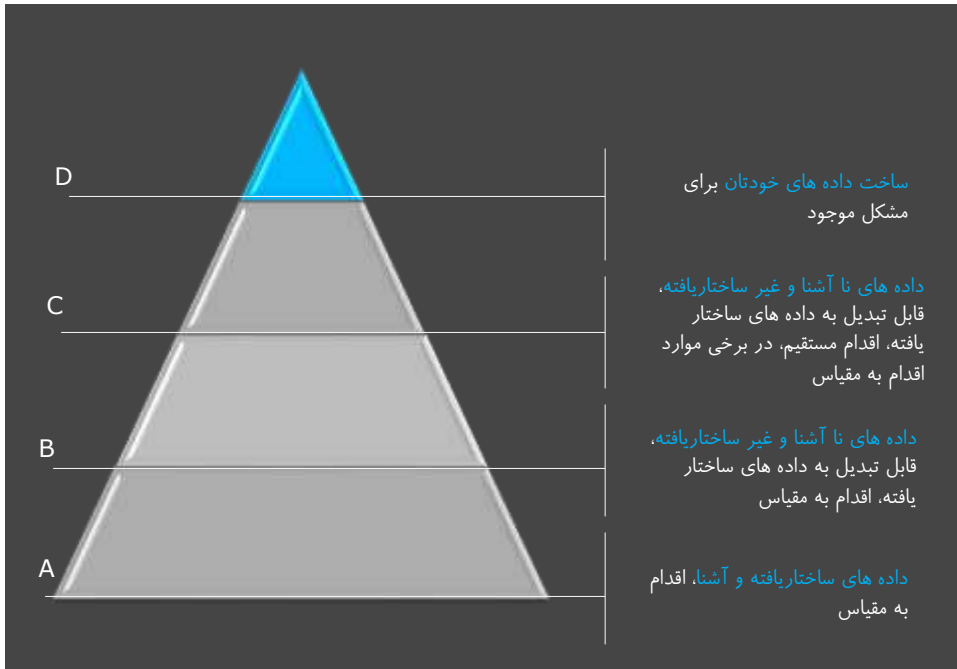 D
ساخت داده های خودتان برای
مشکل موجود
C
داده های نا آشنا و غیر ساختاریافته،
قابل تبدیل به داده های ساختار
یافته، اقدام مستقیم، در برخی موارد
اقدام به مقیاس
B
داده های نا آشنا و غیر ساختاریافته،
قابل تبدیل به داده های ساختار
یافته، اقدام به مقیاس
A
داده های ساختاریافته و آشنا، اقدام
به مقیاس